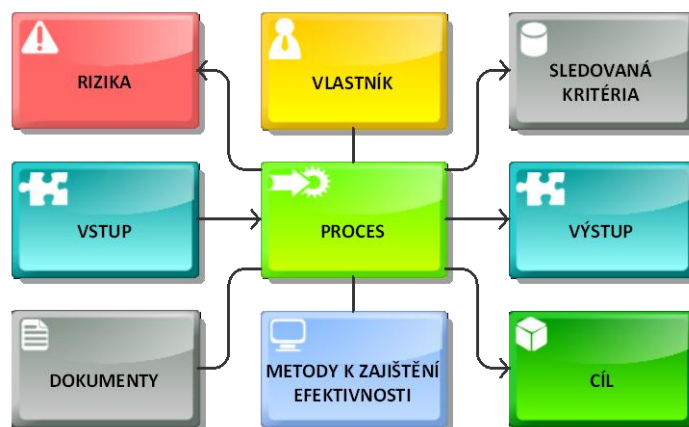 RIZIKA
VLASTNÍK
SLEDOVANÁ
KRITÉRIA
VSTUP
PROCES
VÝSTUP
DOKUMENTY
METODY K ZAJIŠTĚNÍ
EFEKTIVNOSTI
CÍL